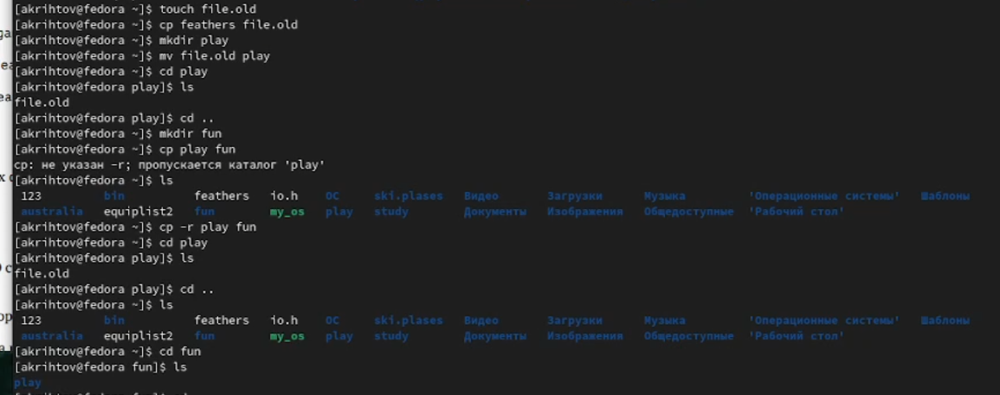 [akrihtov@fedora ~]$ touch file.old
[akrihtov@fedora ~]$ cp feathers file.old
[akrihtov@fedora ~]$ mkdir play
[akrihtov@fedora ~]$ mv file.old play
[akrihtov@fedora ~]$ cd play
[akrihtov@fedora play]$ ls
file.old
[akrihtov@fedora play]$ cd ..
[akrihtov@fedora ~]$ mkdir fun
[akrihtov@fedora ~]$ cp play fun
cp: не указан -r; пропускается каталог 'play'
[akrihtov@fedora ~]$ ls
123 bin feathers io.h ОС ski.plases Видео Загрузки Музыка 'Операционные системы' Шаблоны
australia equiplist2 fun my_os play study Документы Изображения Общедоступные 'Рабочий стол'
[akrihtov@fedora ~]$ cp -r play fun
[akrihtov@fedora ~]$ cd play
[akrihtov@fedora play]$ ls
file.old
[akrihtov@fedora play]$ cd ..
[akrihtov@fedora ~]$ ls
123 bin feathers io.h ОС ski.plases Видео Загрузки Музыка 'Операционные системы' Шаблоны
australia equiplist2 fun my_os play study Документы Изображения Общедоступные 'Рабочий стол'
[akrihtov@fedora ~]$ cd fun
[akrihtov@fedora fun]$ ls
play